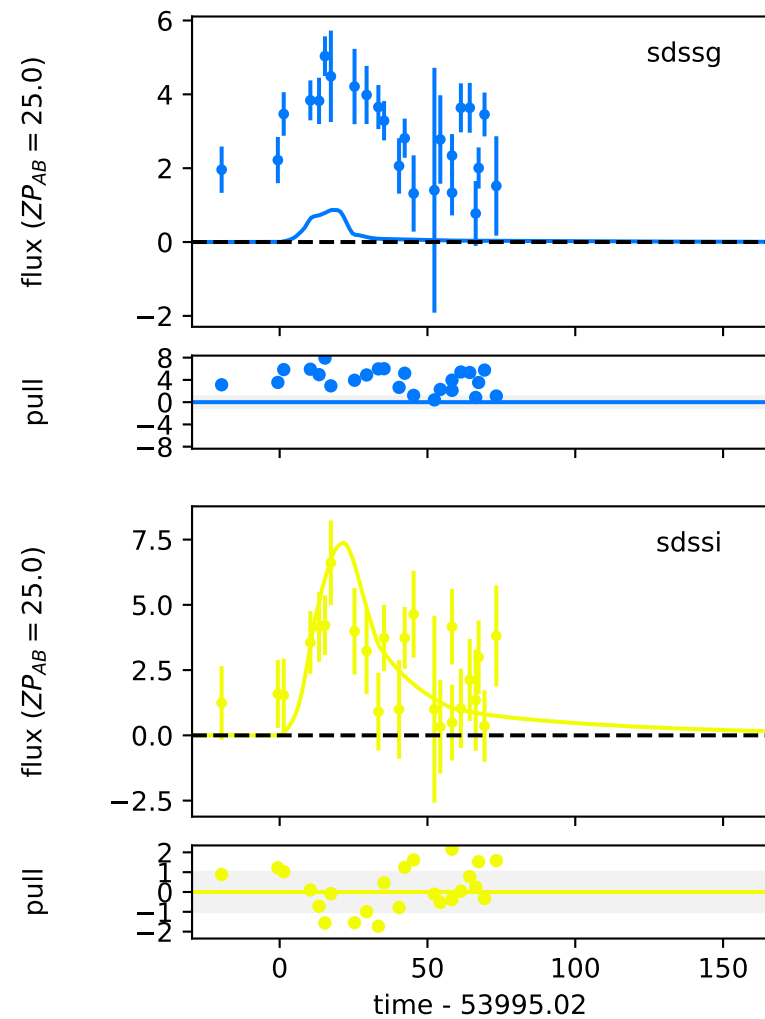 6
4
2
0
−2
flux (ZP_AB = 25.0)
sdssg
8
4
0
−4
−8
pull
7.5
5.0
2.5
0.0
−2.5
flux (ZP_AB = 25.0)
sdssi
2
1
0
−1
−2
pull
0 50 100 150
time - 53995.02